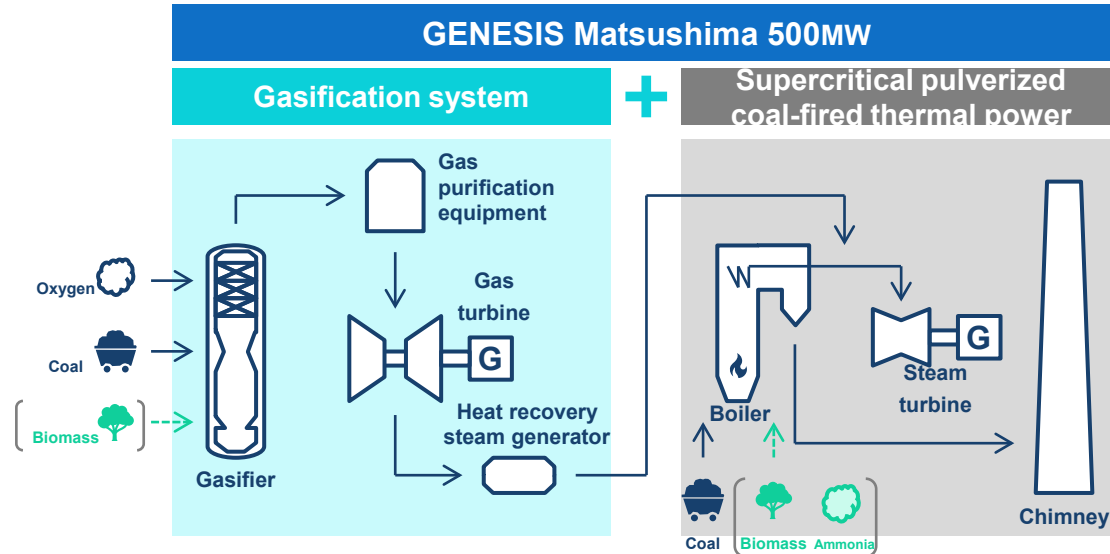 GENESIS Matsushima 500MW
Gasification system
Supercritical pulverized
coal-fired thermal power
Gas
purification
equipment
Oxygen
Coal
Biomass
Gasifier
Gas
turbine
G
Heat recovery
steam generator
Boiler
G
Steam
turbine
Coal
Biomass
Ammonia
Chimney